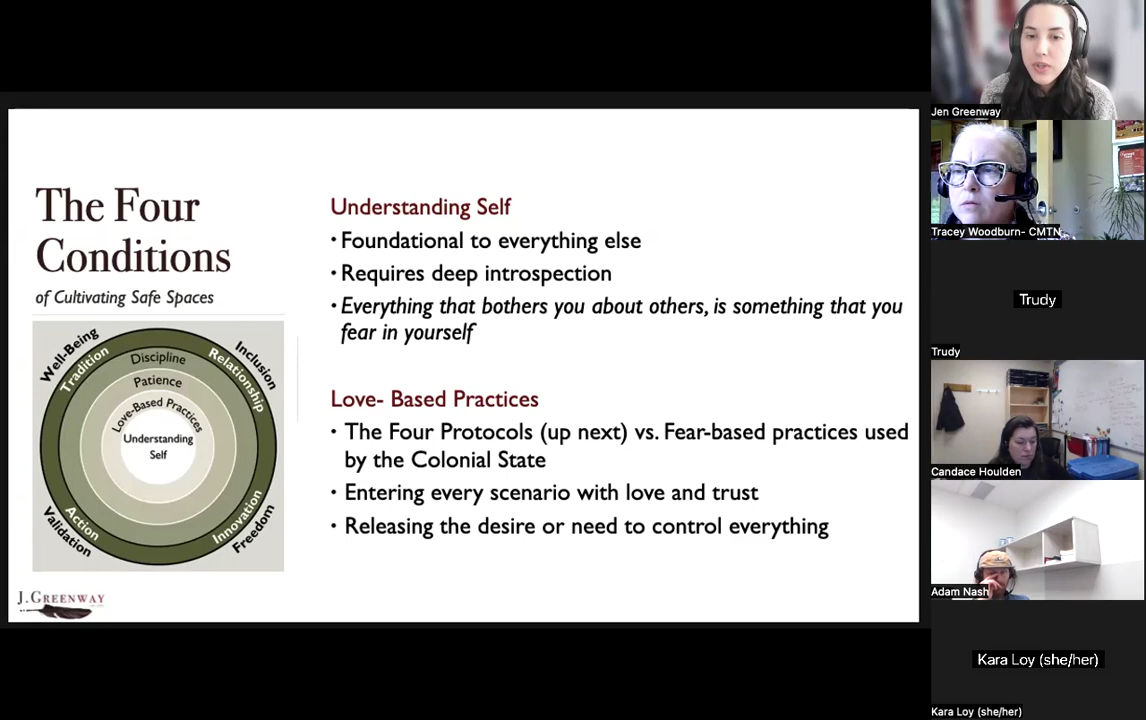 The Four
Conditions
of Cultivating Safe Spaces
Well-Being
Inclusion
Tradition
Relationship
Discipline
Patience
Love-Based Practices
Understanding
Self
Action
Innovation
Validation
Freedom
J.GREENWAY
Understanding Self
• Foundational to everything else
• Requires deep introspection
• Everything that bothers you about others, is something that you
fear in yourself
Love- Based Practices
• The Four Protocols (up next) vs. Fear-based practices used
by the Colonial State
• Entering every scenario with love and trust
• Releasing the desire or need to control everything
Jen Greenway
Tracey Woodburn- CMTN
Trudy
Trudy
Candace Houlden
Adam Nash
Kara Loy (she/her)
Kara Loy (she/her)